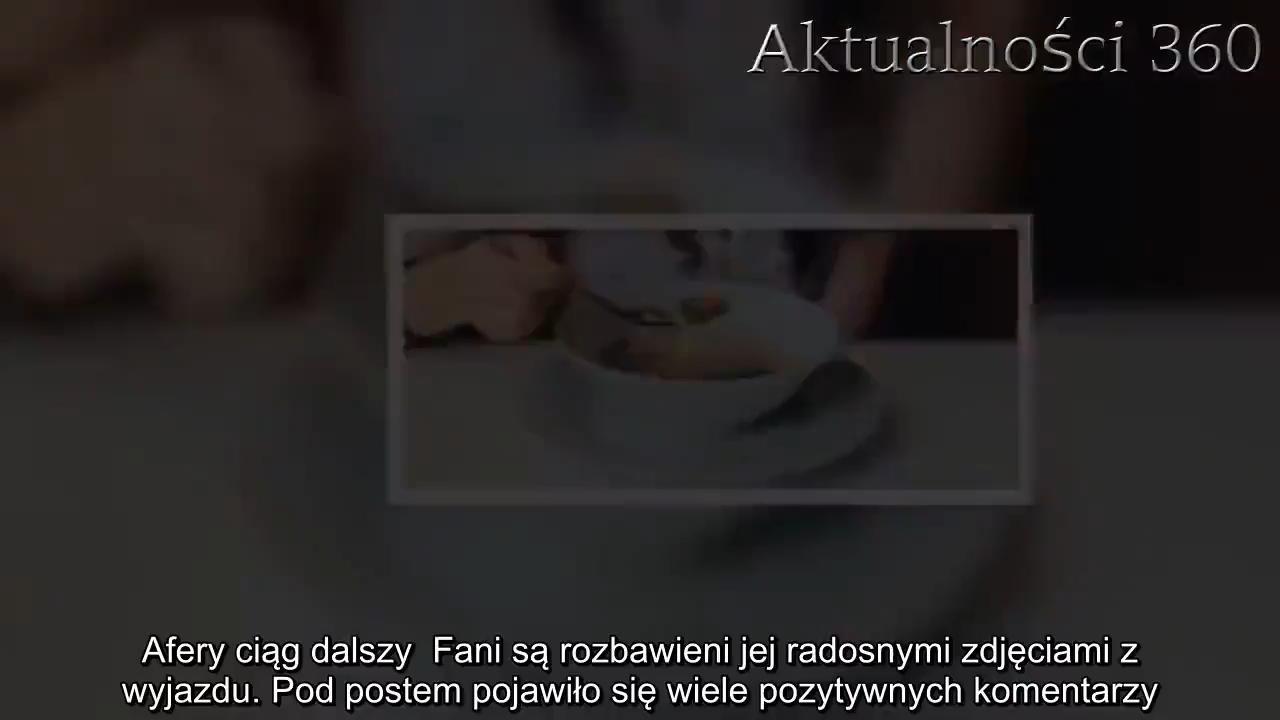 Aktualności 360
Afery ciąg dalszy  Fani są rozbawieni jej radosnymi zdjęciami z
wyjazdu. Pod postem pojawiło się wiele pozytywnych komentarzy